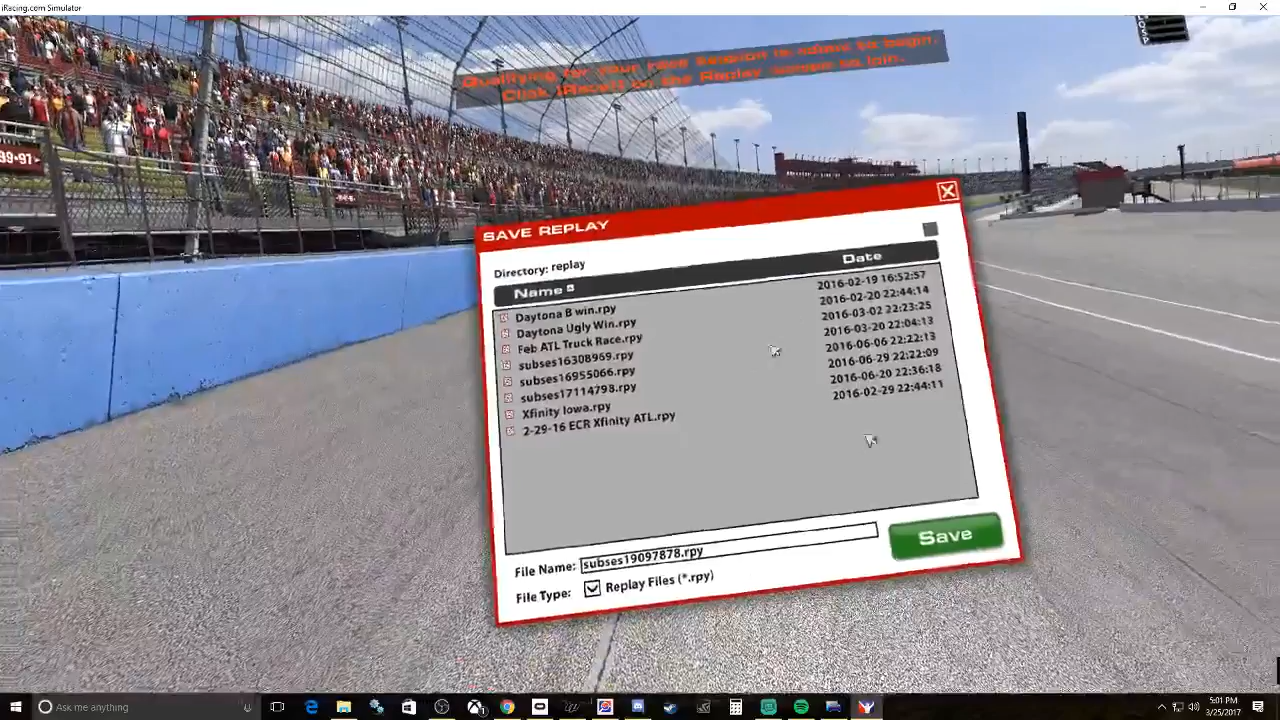 iRacing.com Simulator
Qualifying for your race session is about to begin.
Click [Race!] on the Replay screen to join.
99-97
SAVE REPLAY
Directory: replay
Name Date
Daytona B win.rpy 2016-02-19 16:52:57
Daytona Ugly Win.rpy 2016-02-20 22:44:14
Feb ATL Truck Race.rpy 2016-03-02 22:23:25
subses16308969.rpy 2016-03-20 22:04:13
subses16955066.rpy 2016-06-06 22:22:13
subses17114798.rpy 2016-06-29 22:22:09
Xfinity Iowa.rpy 2016-06-20 22:36:18
2-29-16 ECR Xfinity ATL.rpy 2016-02-29 22:44:11
File Name: subses19097878.rpy
Save
File Type: Replay Files (*.rpy)
Ask me anything
5:01 PM
3/25/2017